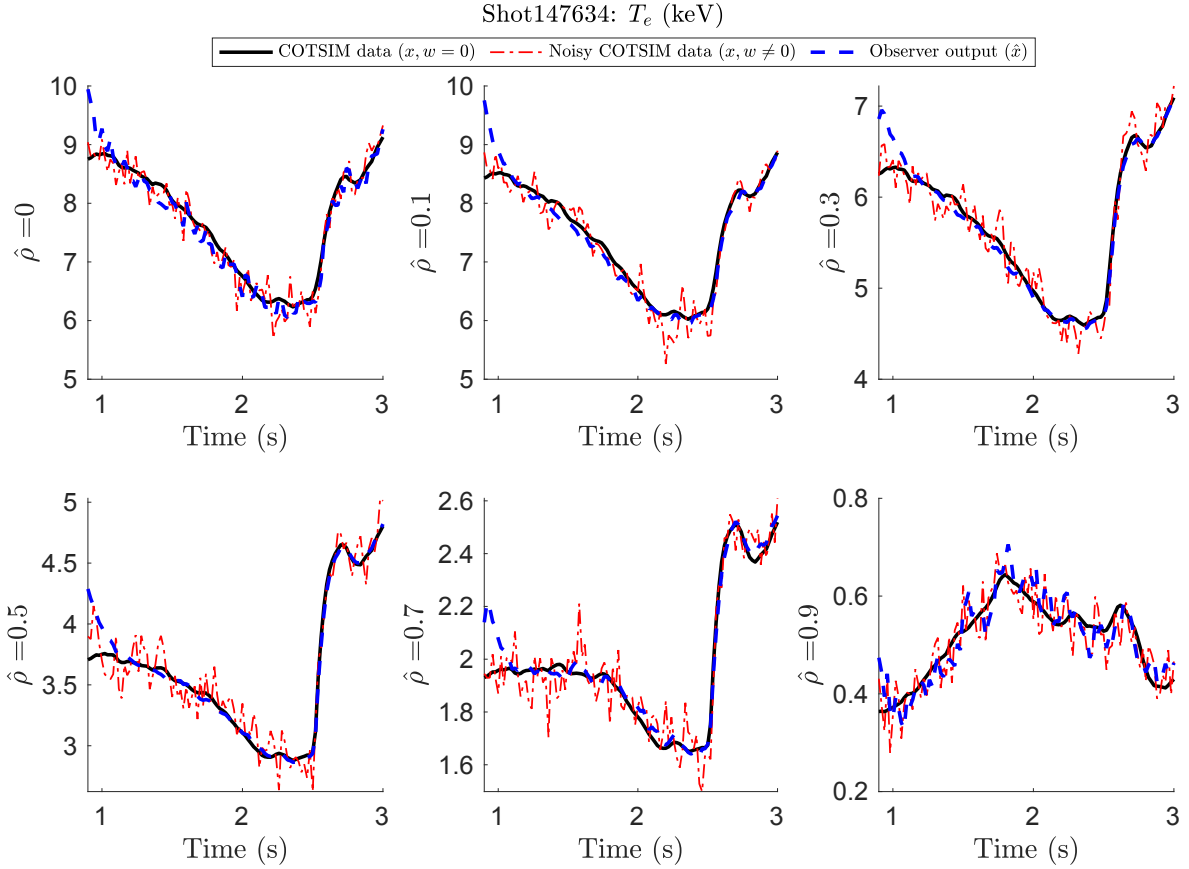 Shot147634: T_e (keV)
COTSIM data (x, w = 0) Noisy COTSIM data (x, w ≠ 0) Observer output (x̂)
10
9
8
7
6
5
ρ̂ =0
1 2 3
Time (s)
10
9
8
7
6
5
ρ̂ =0.1
1 2 3
Time (s)
7
6
5
4
ρ̂ =0.3
1 2 3
Time (s)
5
4.5
4
3.5
3
ρ̂ =0.5
1 2 3
Time (s)
2.6
2.4
2.2
2
1.8
1.6
ρ̂ =0.7
1 2 3
Time (s)
0.8
0.6
0.4
0.2
ρ̂ =0.9
1 2 3
Time (s)